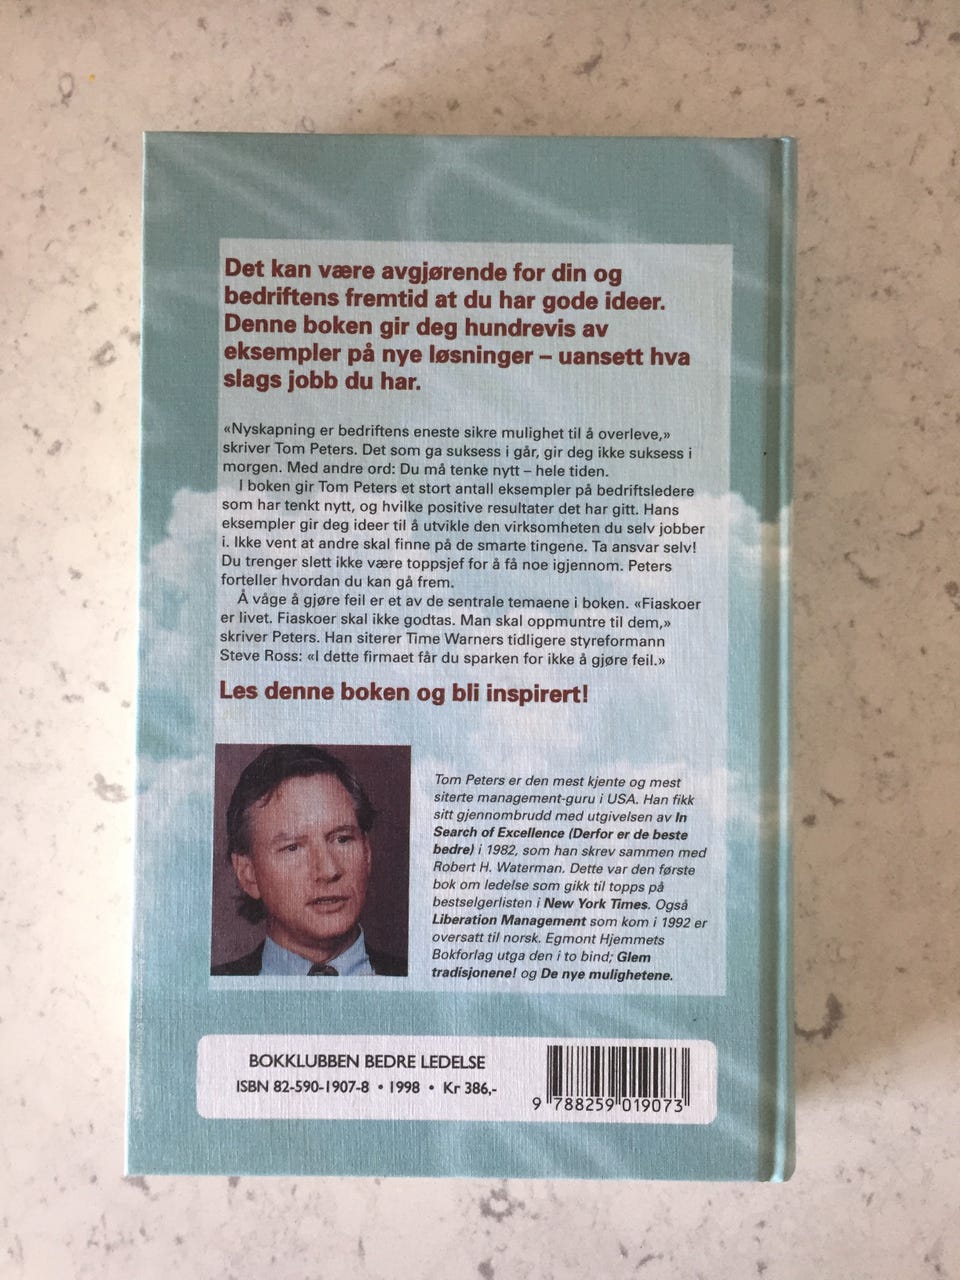 Det kan være avgjørende for din og
bedriftens fremtid at du har gode ideer.
Denne boken gir deg hundrevis av
eksempler på nye løsninger – uansett hva
slags jobb du har.
«Nyskapning er bedriftens eneste sikre mulighet til å overleve,»
skriver Tom Peters. Det som ga suksess i går, gir deg ikke suksess i
morgen. Med andre ord: Du må tenke nytt – hele tiden.
I boken gir Tom Peters et stort antall eksempler på bedriftsledere
som har tenkt nytt, og hvilke positive resultater det har gitt. Hans
eksempler gir deg ideer til å utvikle den virksomheten du selv jobber
i. Ikke vent at andre skal finne på de smarte tingene. Ta ansvar selv!
Du trenger slett ikke være toppsjef for å få noe igjennom. Peters
forteller hvordan du kan gå frem.
Å våge å gjøre feil er et av de sentrale temaene i boken. «Fiaskoer
er livet. Fiaskoer skal ikke godtas. Man skal oppmuntre til dem,»
skriver Peters. Han siterer Time Warners tidligere styreformann
Steve Ross: «I dette firmaet får du sparken for ikke å gjøre feil.»
Les denne boken og bli inspirert!
Tom Peters er den mest kjente og mest
siterte management-guru i USA. Han fikk
sitt gjennombrudd med utgivelsen av In
Search of Excellence (Derfor er de beste
bedre) i 1982, som han skrev sammen med
Robert H. Waterman. Dette var den første
bok om ledelse som gikk til topps på
bestselgerlisten i New York Times. Også
Liberation Management som kom i 1992 er
oversatt til norsk. Egmont Hjemmets
Bokforlag utga den i to bind; Glem
tradisjonene! og De nye mulighetene.
BOKKLUBBEN BEDRE LEDELSE
ISBN 82-590-1907-8 • 1998 • Kr 386,-
9 788259 019073